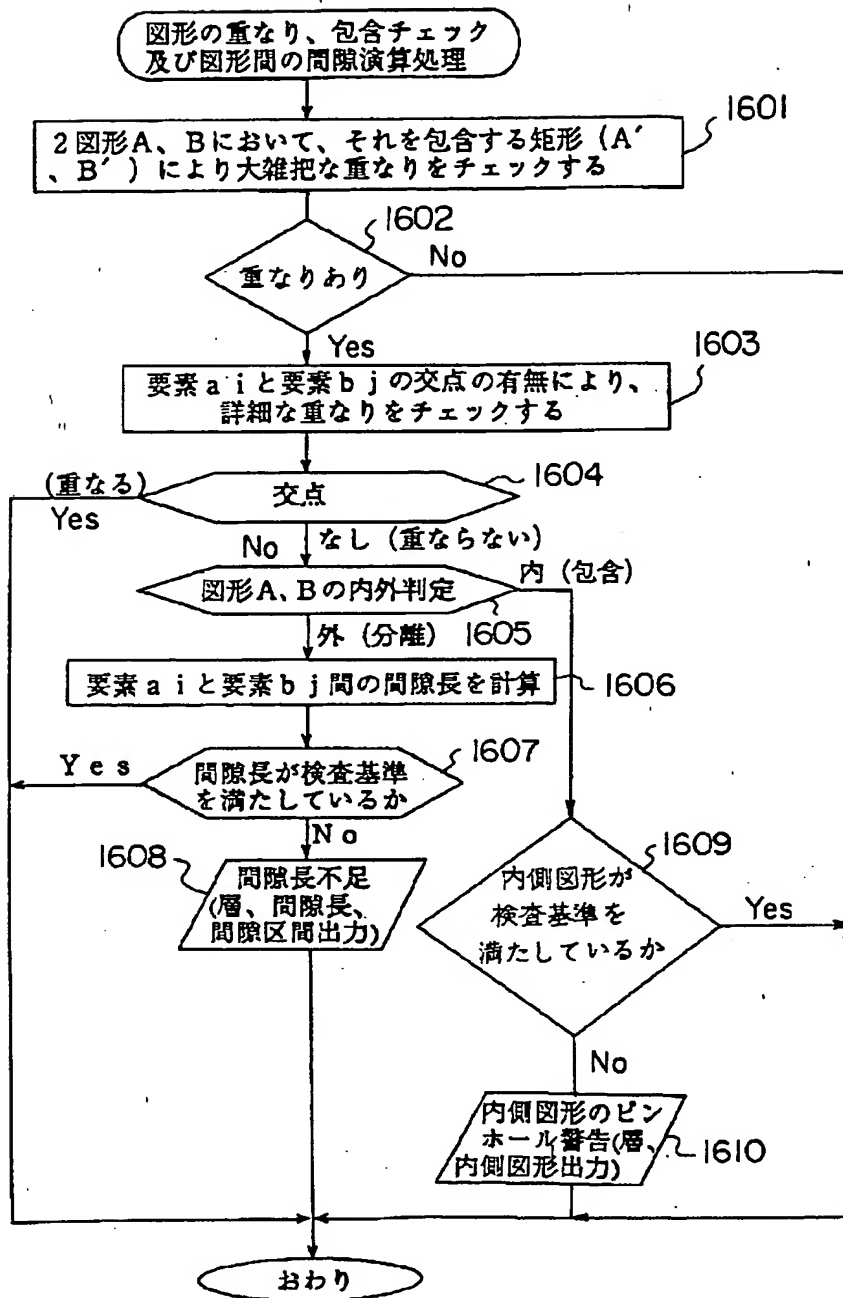 図形の重なり、包含チェック
及び図形間の間隙演算処理
1601
2図形A、Bにおいて、それを包含する矩形（A′
、B′）により大雑把な重なりをチェックする
1602
重なりあり
No
Yes
1603
要素aiと要素bjの交点の有無により、
詳細な重なりをチェックする
1604
(重なる)
Yes
交点
No
なし（重ならない）
図形A、Bの内外判定
内（包含）
外（分離）
1605
要素aiと要素bj間の間隙長を計算
1606
1607
Yes
間隙長が検査基準
を満たしているか
No
1608
間隙長不足
(層、間隙長、
間隙区間出力)
1609
内側図形が
検査基準を
満たしているか
Yes
No
内側図形のピン
ホール警告(層、
内側図形出力)
1610
おわり